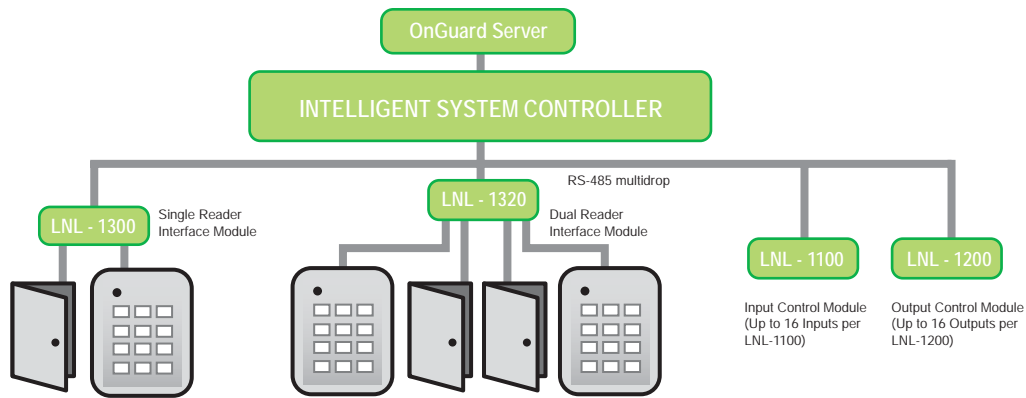 OnGuard Server
INTELLIGENT SYSTEM CONTROLLER
RS-485 multidrop
LNL - 1300
Single Reader
Interface Module
LNL - 1320
Dual Reader
Interface Module
LNL - 1100
Input Control Module
(Up to 16 Inputs per
LNL-1100)
LNL - 1200
Output Control Module
(Up to 16 Outputs per
LNL-1200)